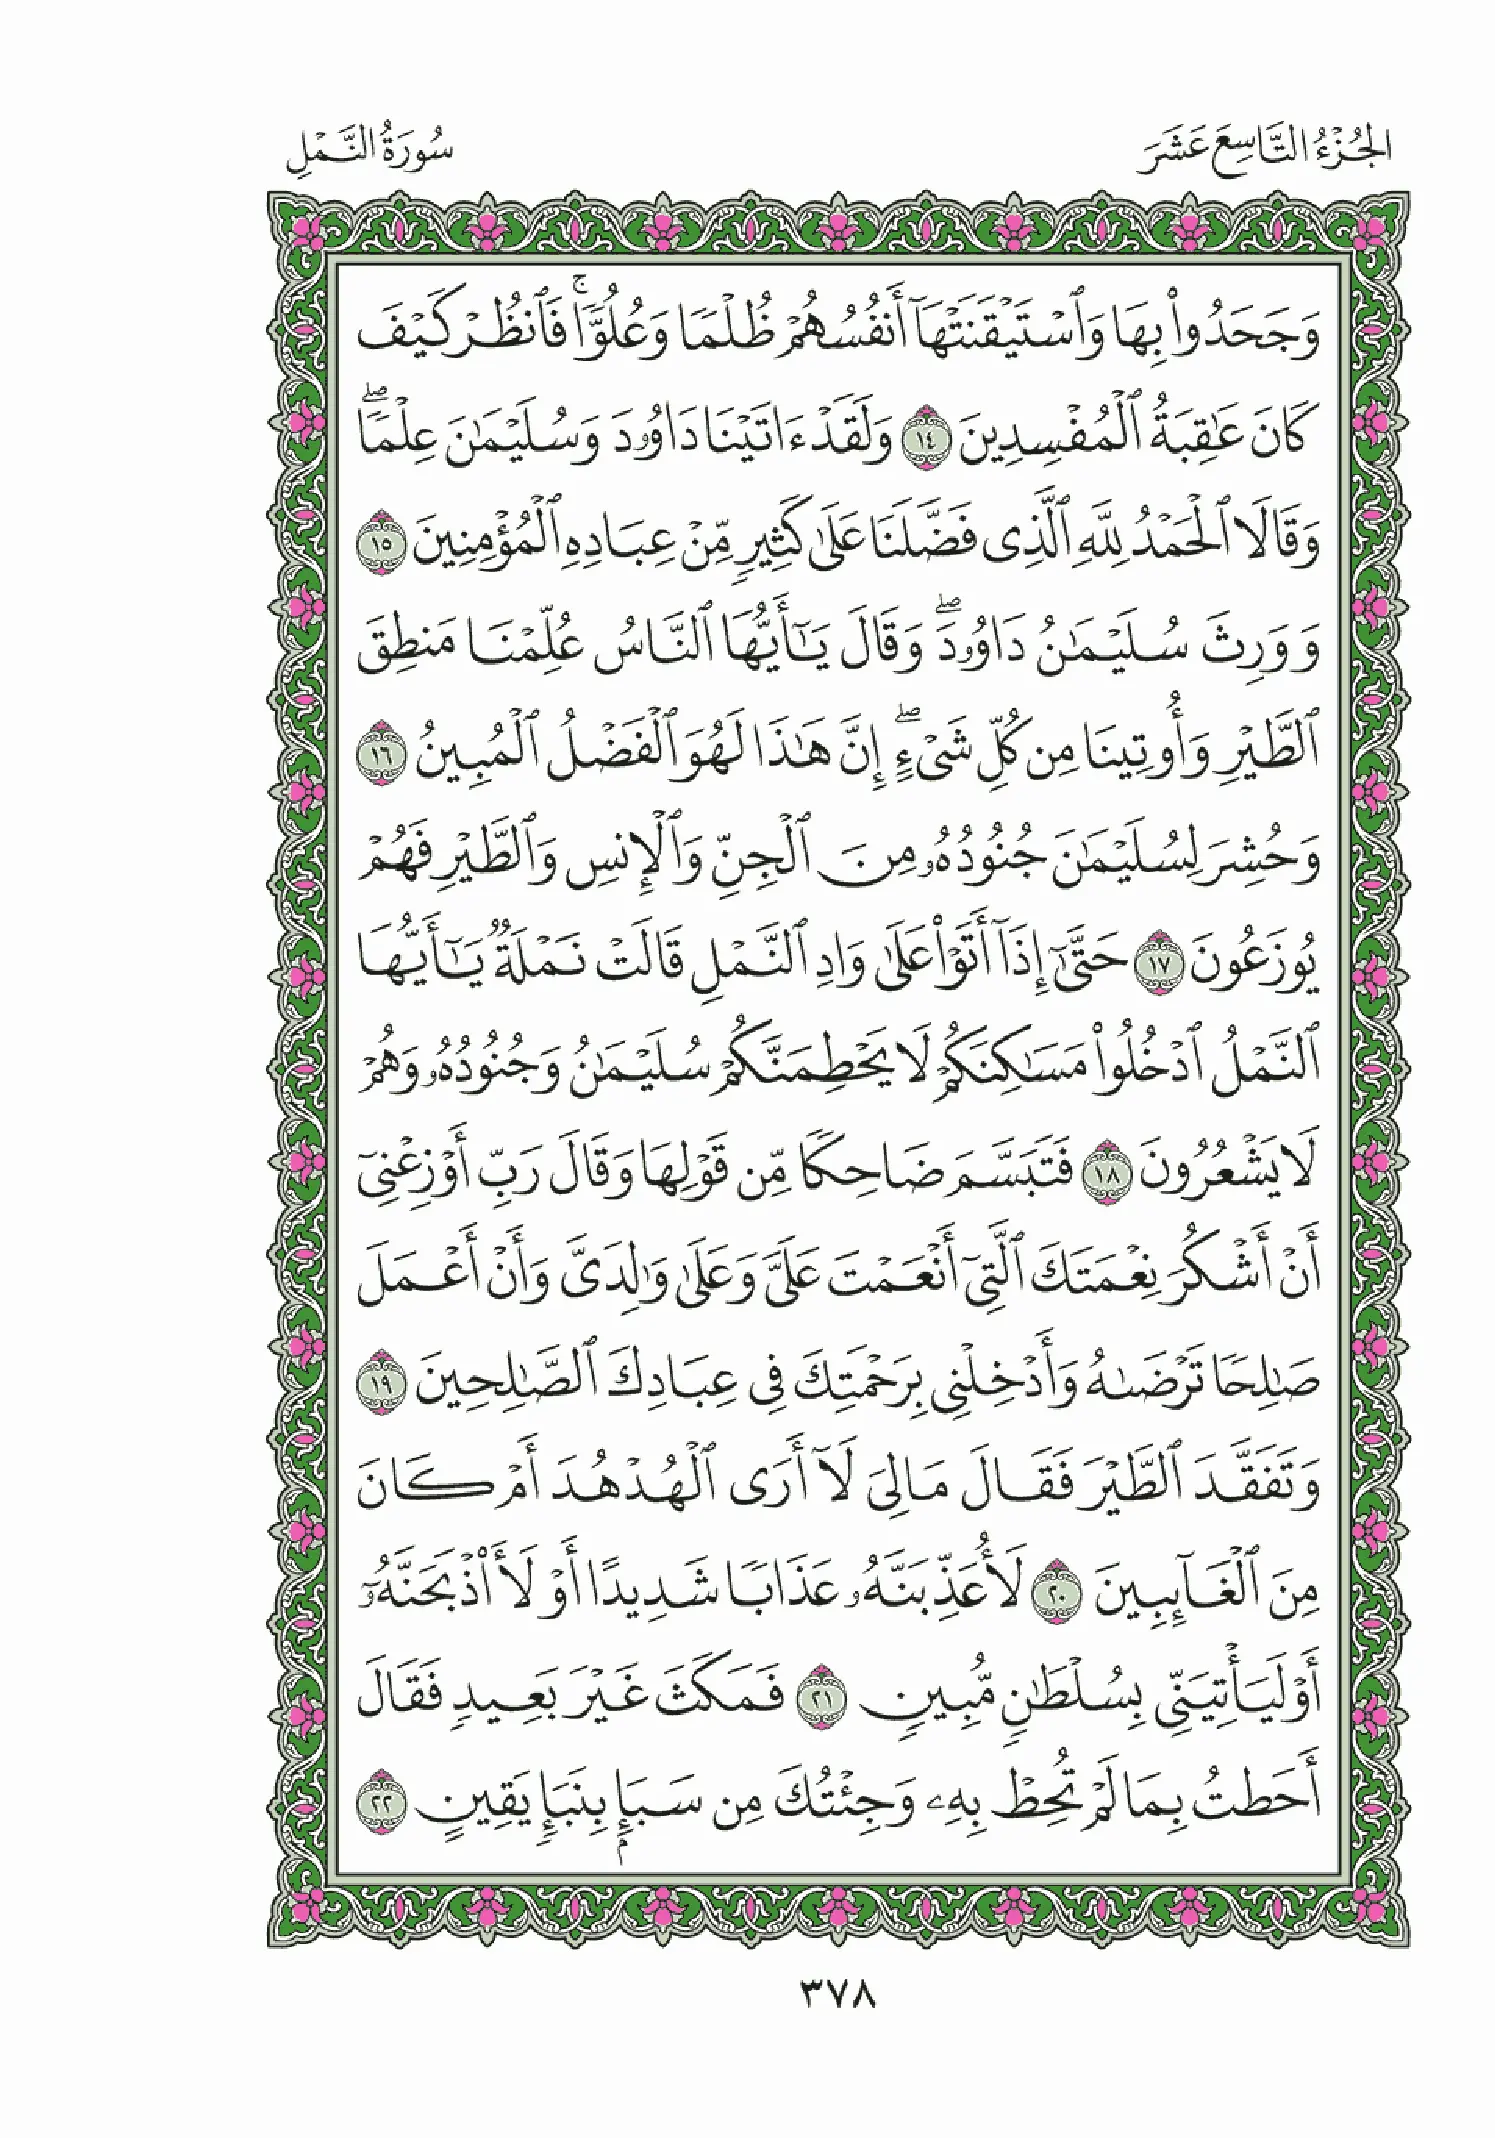 الجُزْءُ التَّاسِعَ عَشَرَ
سُورَةُ النَّمْلِ
وَجَحَدُوا۟ بِهَا وَٱسْتَيْقَنَتْهَآ أَنفُسُهُمْ ظُلْمًا وَعُلُوًّا ۚ فَٱنظُرْ كَيْفَ
كَانَ عَٰقِبَةُ ٱلْمُفْسِدِينَ ١٤ وَلَقَدْ ءَاتَيْنَا دَاوُۥدَ وَسُلَيْمَٰنَ عِلْمًا ۖ
وَقَالَا ٱلْحَمْدُ لِلَّهِ ٱلَّذِى فَضَّلَنَا عَلَىٰ كَثِيرٍ مِّنْ عِبَادِهِ ٱلْمُؤْمِنِينَ ١٥
وَوَرِثَ سُلَيْمَٰنُ دَاوُۥدَ ۖ وَقَالَ يَٰٓأَيُّهَا ٱلنَّاسُ عُلِّمْنَا مَنطِقَ
ٱلطَّيْرِ وَأُوتِينَا مِن كُلِّ شَىْءٍ ۖ إِنَّ هَٰذَا لَهُوَ ٱلْفَضْلُ ٱلْمُبِينُ ١٦
وَحُشِرَ لِسُلَيْمَٰنَ جُنُودُهُۥ مِنَ ٱلْجِنِّ وَٱلْإِنسِ وَٱلطَّيْرِ فَهُمْ
يُوزَعُونَ ١٧ حَتَّىٰٓ إِذَآ أَتَوْا۟ عَلَىٰ وَادِ ٱلنَّمْلِ قَالَتْ نَمْلَةٌ يَٰٓأَيُّهَا
ٱلنَّمْلُ ٱدْخُلُوا۟ مَسَٰكِنَكُمْ لَا يَحْطِمَنَّكُمْ سُلَيْمَٰنُ وَجُنُودُهُۥ وَهُمْ
لَا يَشْعُرُونَ ١٨ فَتَبَسَّمَ ضَاحِكًا مِّن قَوْلِهَا وَقَالَ رَبِّ أَوْزِعْنِىٓ
أَنْ أَشْكُرَ نِعْمَتَكَ ٱلَّتِىٓ أَنْعَمْتَ عَلَىَّ وَعَلَىٰ وَٰلِدَىَّ وَأَنْ أَعْمَلَ
صَٰلِحًا تَرْضَىٰهُ وَأَدْخِلْنِى بِرَحْمَتِكَ فِى عِبَادِكَ ٱلصَّٰلِحِينَ ١٩
وَتَفَقَّدَ ٱلطَّيْرَ فَقَالَ مَالِىَ لَآ أَرَى ٱلْهُدْهُدَ أَمْ كَانَ
مِنَ ٱلْغَآئِبِينَ ٢٠ لَأُعَذِّبَنَّهُۥ عَذَابًا شَدِيدًا أَوْ لَأَا۟ذْبَحَنَّهُۥٓ
أَوْ لَيَأْتِيَنِّى بِسُلْطَٰنٍ مُّبِينٍ ٢١ فَمَكَثَ غَيْرَ بَعِيدٍ فَقَالَ
أَحَطتُ بِمَا لَمْ تُحِطْ بِهِۦ وَجِئْتُكَ مِن سَبَإٍۭ بِنَبَإٍ يَقِينٍ ٢٢
٣٧٨